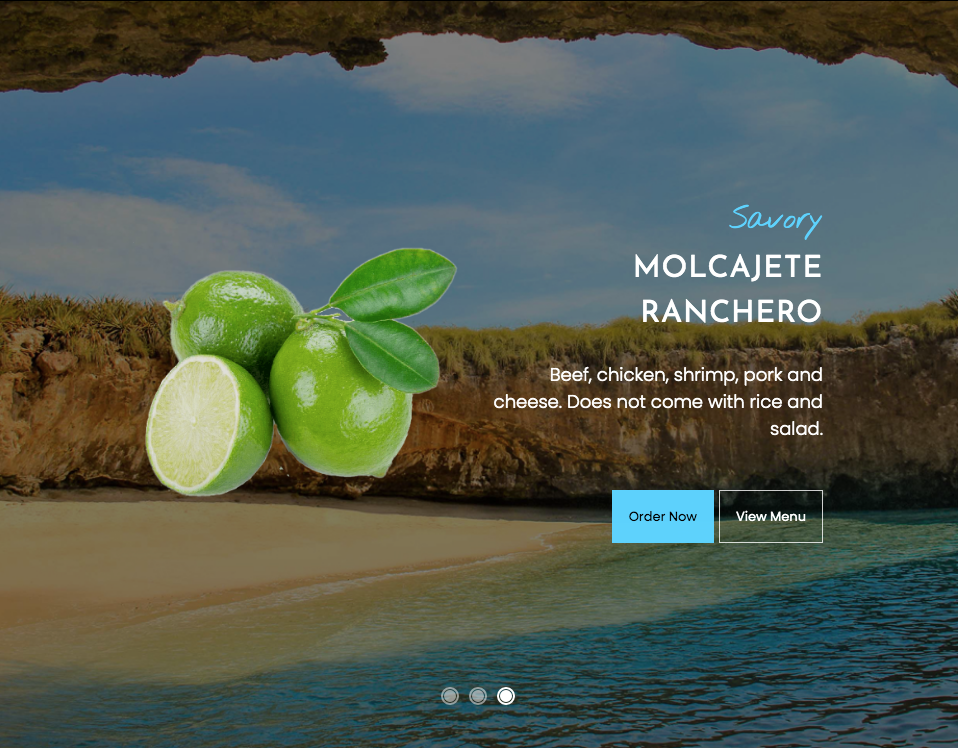 Savory
MOLCAJETE
RANCHERO
Beef, chicken, shrimp, pork and
cheese. Does not come with rice and
salad.
Order Now
View Menu